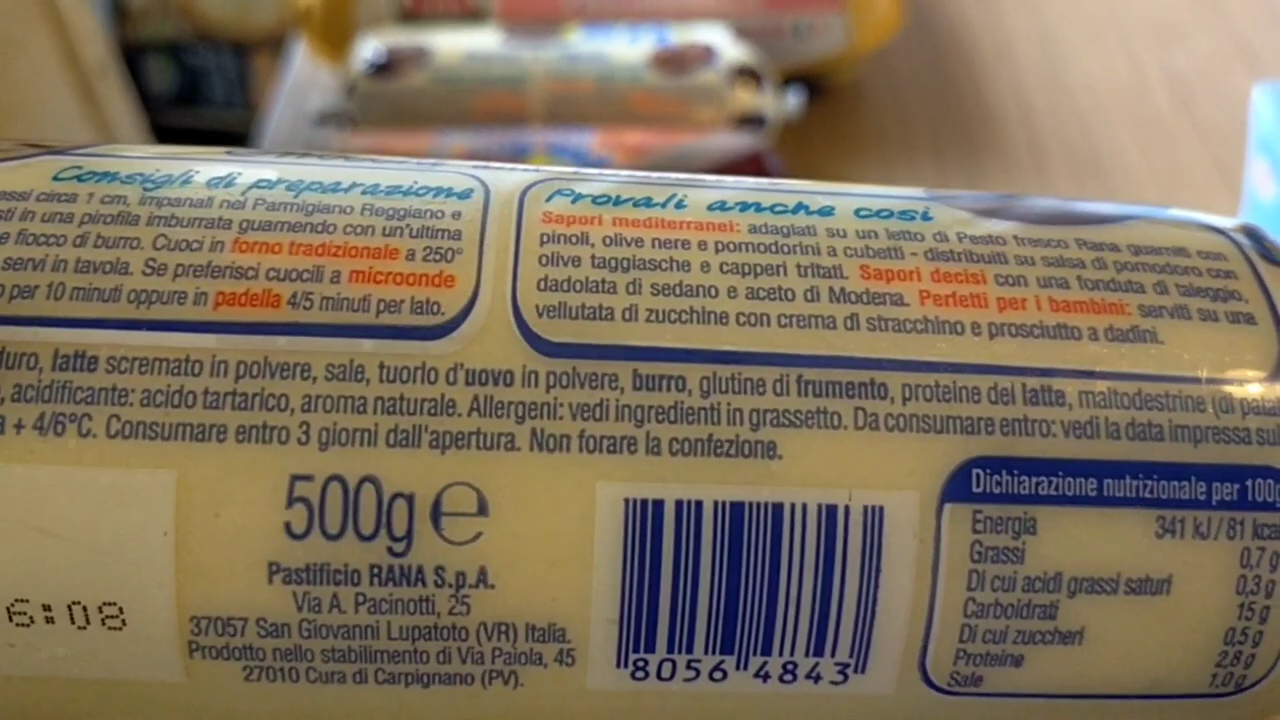 Consigli di preparazione
circa 1 cm, impanati nel Parmigiano Reggiano e
in una pirofila imburrata guarnendo con un'ultima
e fiocco di burro. Cuoci in forno tradizionale a 250°
servi in tavola. Se preferisci cuocili a microonde
per 10 minuti oppure in padella 4/5 minuti per lato.
Provali anche così
Sapori mediterranei: adagiati su un letto di Pesto fresco Rana guarniti con
pinoli, olive nere e pomodorini a cubetti - distribuiti su salsa di pomodoro con
olive taggiasche e capperi tritati. Sapori decisi con una fonduta di taleggio,
dadolata di sedano e aceto di Modena. Perfetti per i bambini: serviti su una
vellutata di zucchine con crema di stracchino e prosciutto a dadini.
latte scremato in polvere, sale, tuorlo d'uovo in polvere, burro, glutine di frumento, proteine del latte, maltodestrine (di
, acidificante: acido tartarico, aroma naturale. Allergeni: vedi ingredienti in grassetto. Da consumare entro: vedi la data impressa
+ 4/6°C. Consumare entro 3 giorni dall'apertura. Non forare la confezione.
500g e
Pastificio RANA S.p.A.
Via A. Pacinotti, 25
37057 San Giovanni Lupatoto (VR) Italia.
Prodotto nello stabilimento di Via Paiola, 45
27010 Cura di Carpignano (PV).
6:08
8056 4843
Dichiarazione nutrizionale per 100g
Energia 341 kJ / 81 kcal
Grassi 0,7 g
Di cui acidi grassi saturi 0,3 g
Carboidrati 15 g
Di cui zuccheri 0,5 g
Proteine 2,8 g
Sale 1,0 g